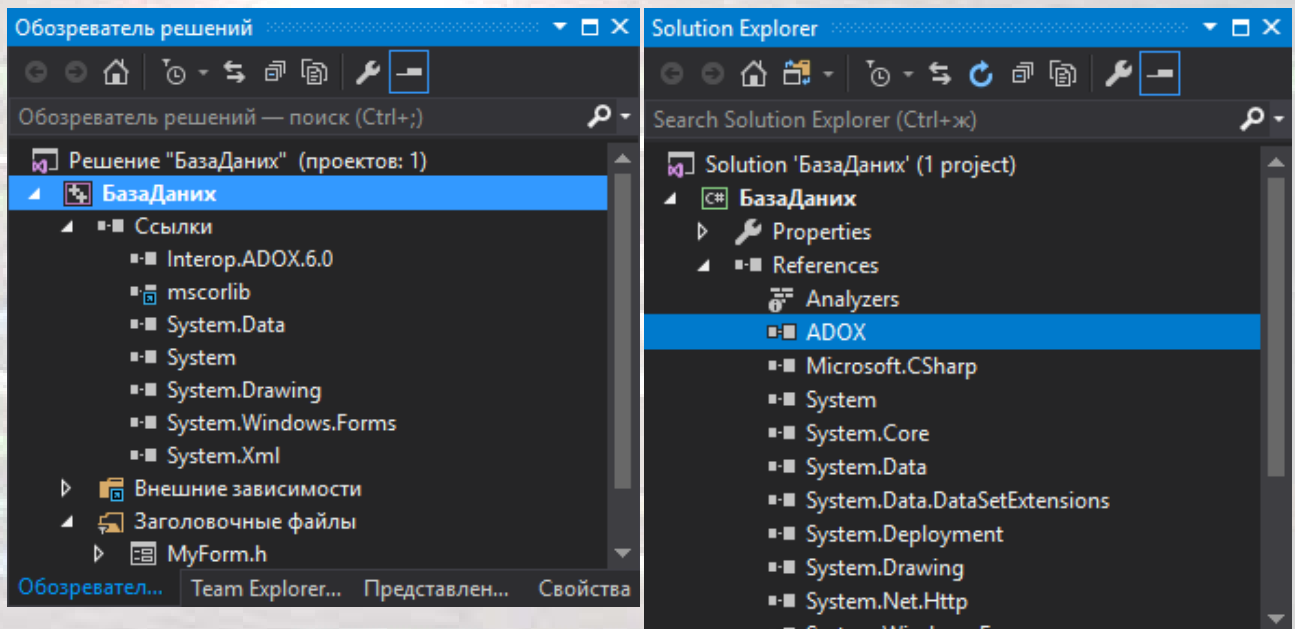 Обозреватель решений
Обозреватель решений — поиск (Ctrl+;)
Решение "БазаДаних" (проектов: 1)
БазаДаних
Ссылки
Interop.ADOX.6.0
mscorlib
System.Data
System
System.Drawing
System.Windows.Forms
System.Xml
Внешние зависимости
Заголовочные файлы
MyForm.h
Обозревател... Team Explorer... Представлен... Свойства
Solution Explorer
Search Solution Explorer (Ctrl+ж)
Solution 'БазаДаних' (1 project)
C# БазаДаних
Properties
References
Analyzers
ADOX
Microsoft.CSharp
System
System.Core
System.Data
System.Data.DataSetExtensions
System.Deployment
System.Drawing
System.Net.Http